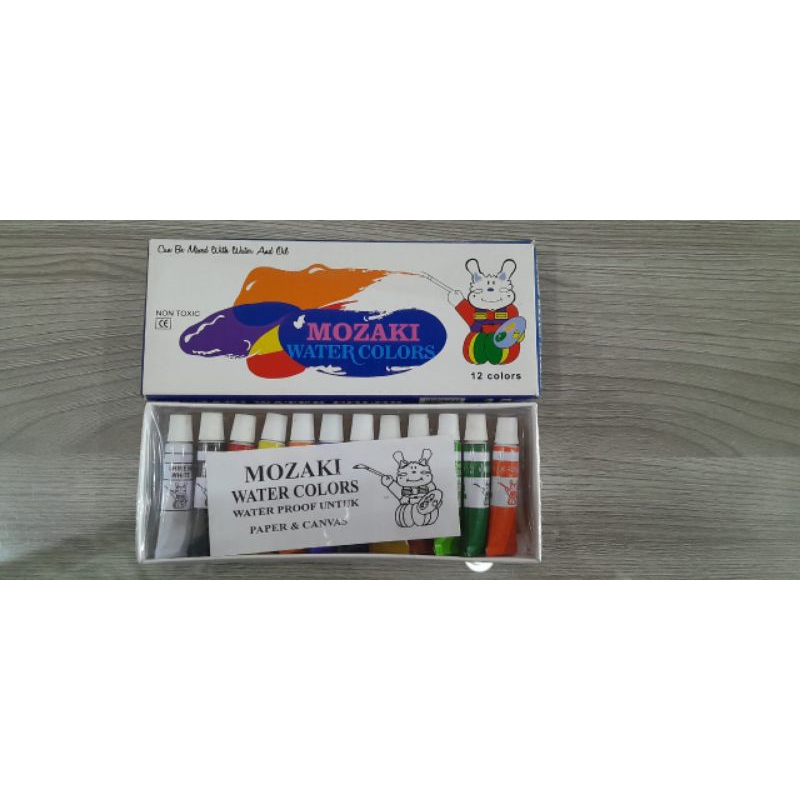 Can Be Mixed With Water And Oil
NON TOXIC
CE
MOZAKI
WATER COLORS
12 colors
WHITE
MOZAKI
WATER COLORS
WATER PROOF UNTUK
PAPER & CANVAS